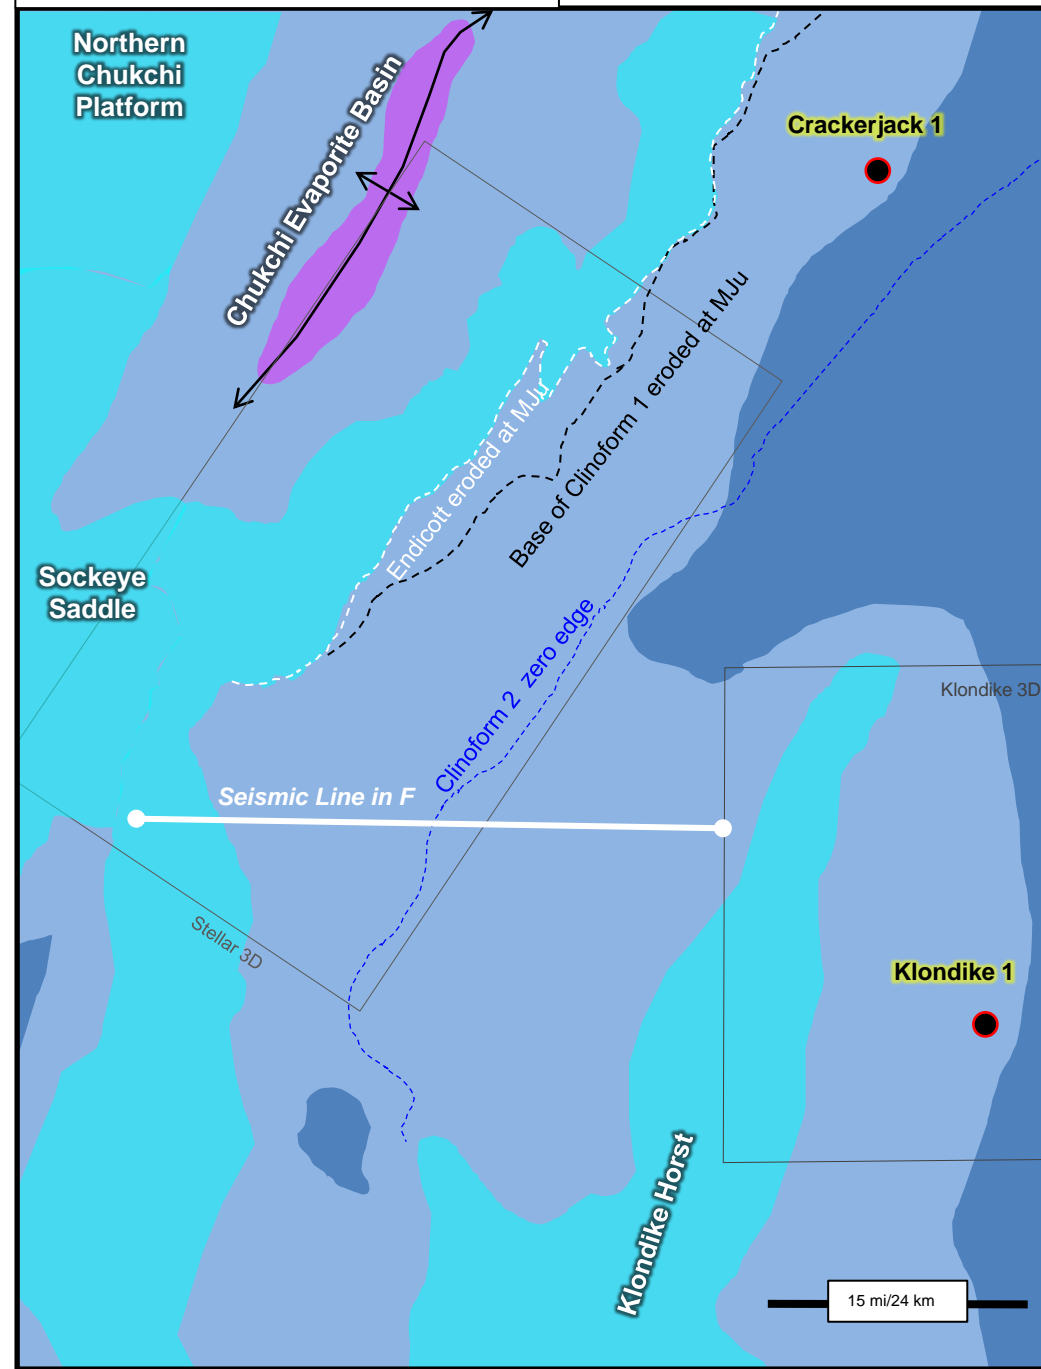 Northern
Chukchi
Platform
Chukchi Evaporite Basin
Crackerjack 1
Endicott eroded at MJu
Base of Clinoform 1 eroded at MJu
Sockeye
Saddle
Clinoform 2 zero edge
Klondike 3D
Seismic Line in F
Stellar 3D
Klondike 1
Klondike Horst
15 mi/24 km